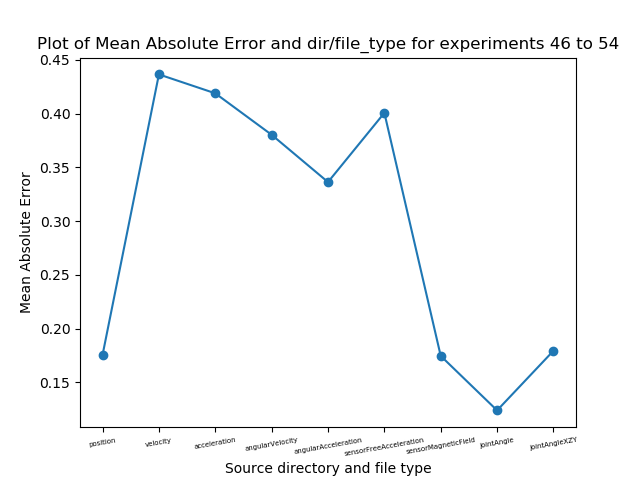 Plot of Mean Absolute Error and dir/file_type for experiments 46 to 54
0.45
0.40
0.35
0.30
0.25
0.20
0.15
Mean Absolute Error
position
velocity
acceleration
angularVelocity
angularAcceleration
sensorFreeAcceleration
sensorMagneticField
jointAngle
jointAngleXZY
Source directory and file type